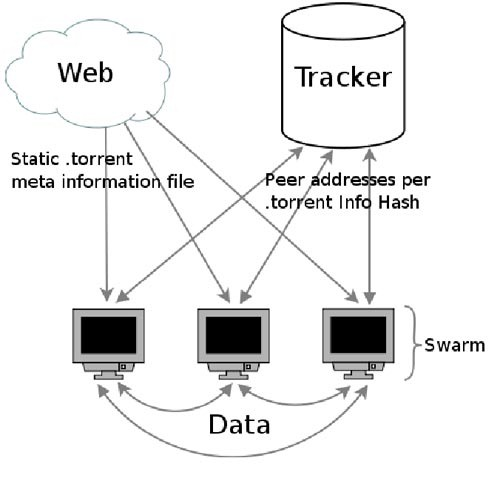 Web
Tracker
Static .torrent
meta information file
Peer addresses per
.torrent Info Hash
Swarm
Data